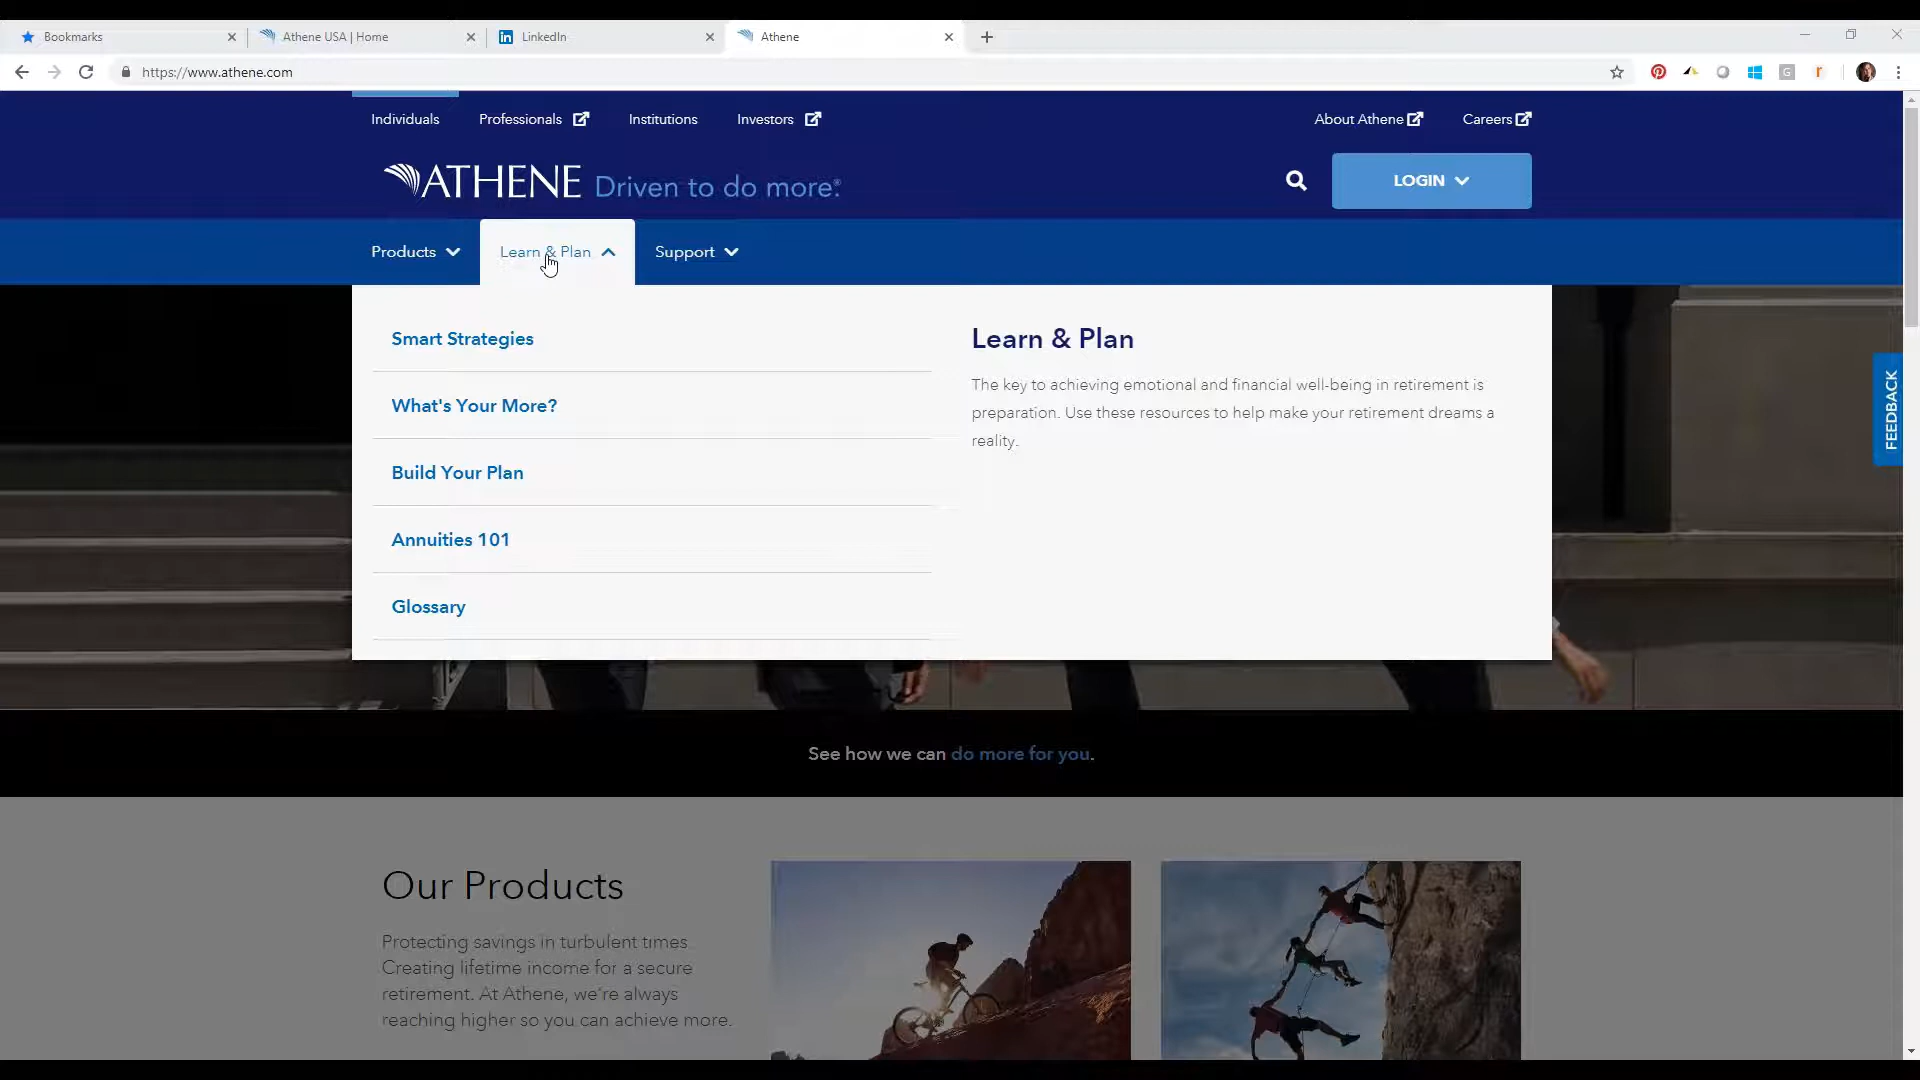 Bookmarks
Athene USA | Home
LinkedIn
Athene
https://www.athene.com
Individuals
Professionals
Institutions
Investors
About Athene
Careers
ATHENE Driven to do more.®
LOGIN
Products
Learn & Plan
Support
Smart Strategies
What's Your More?
Build Your Plan
Annuities 101
Glossary
Learn & Plan
The key to achieving emotional and financial well-being in retirement is
preparation. Use these resources to help make your retirement dreams a
reality.
FEEDBACK
See how we can do more for you.
Our Products
Protecting savings in turbulent times.
Creating lifetime income for a secure
retirement. At Athene, we're always
reaching higher so you can achieve more.